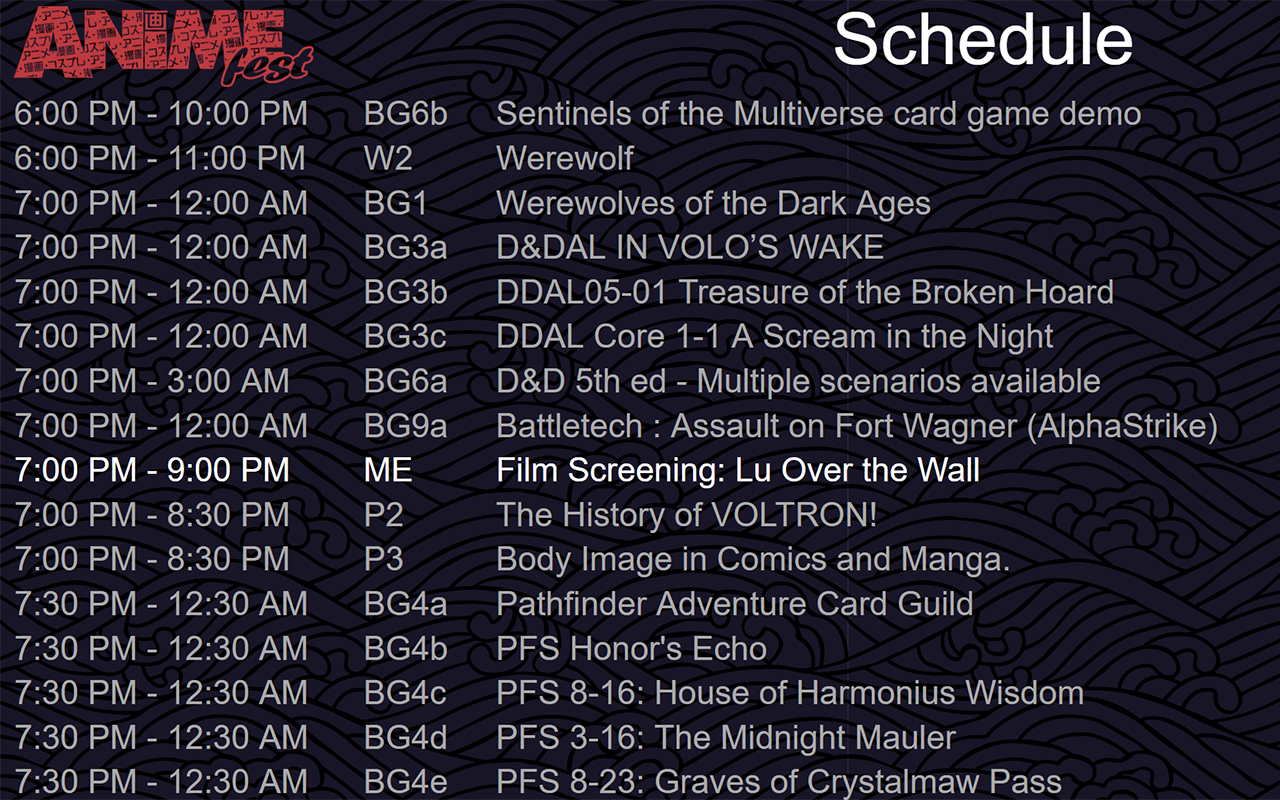 ANiME fest
Schedule
6:00 PM - 10:00 PM BG6b Sentinels of the Multiverse card game demo
6:00 PM - 11:00 PM W2 Werewolf
7:00 PM - 12:00 AM BG1 Werewolves of the Dark Ages
7:00 PM - 12:00 AM BG3a D&DAL IN VOLO’S WAKE
7:00 PM - 12:00 AM BG3b DDAL05-01 Treasure of the Broken Hoard
7:00 PM - 12:00 AM BG3c DDAL Core 1-1 A Scream in the Night
7:00 PM - 3:00 AM BG6a D&D 5th ed - Multiple scenarios available
7:00 PM - 12:00 AM BG9a Battletech : Assault on Fort Wagner (AlphaStrike)
7:00 PM - 9:00 PM ME Film Screening: Lu Over the Wall
7:00 PM - 8:30 PM P2 The History of VOLTRON!
7:00 PM - 8:30 PM P3 Body Image in Comics and Manga.
7:30 PM - 12:30 AM BG4a Pathfinder Adventure Card Guild
7:30 PM - 12:30 AM BG4b PFS Honor's Echo
7:30 PM - 12:30 AM BG4c PFS 8-16: House of Harmonius Wisdom
7:30 PM - 12:30 AM BG4d PFS 3-16: The Midnight Mauler
7:30 PM - 12:30 AM BG4e PFS 8-23: Graves of Crystalmaw Pass